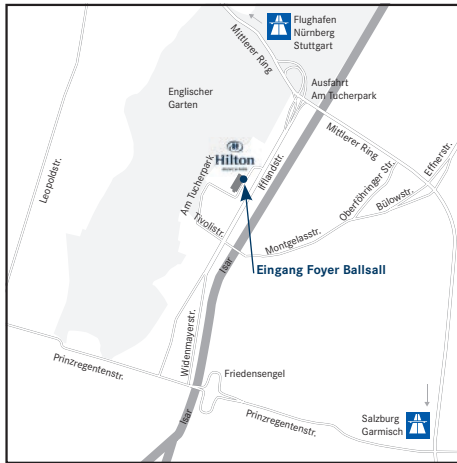 Flughafen
Nürnberg
Stuttgart
Mittlerer Ring
Ausfahrt
Am Tucherpark
Englischer
Garten
Mittlerer Ring
Leopoldstr.
Hilton
Ifflandstr.
Am Tucherpark
Oberföhringer Str.
Effnerstr.
Bülowstr.
Tivolistr.
Montgelasstr.
Isar
Eingang Foyer Ballsall
Widenmayerstr.
Prinzregentenstr.
Friedensengel
Isar
Prinzregentenstr.
Salzburg
Garmisch